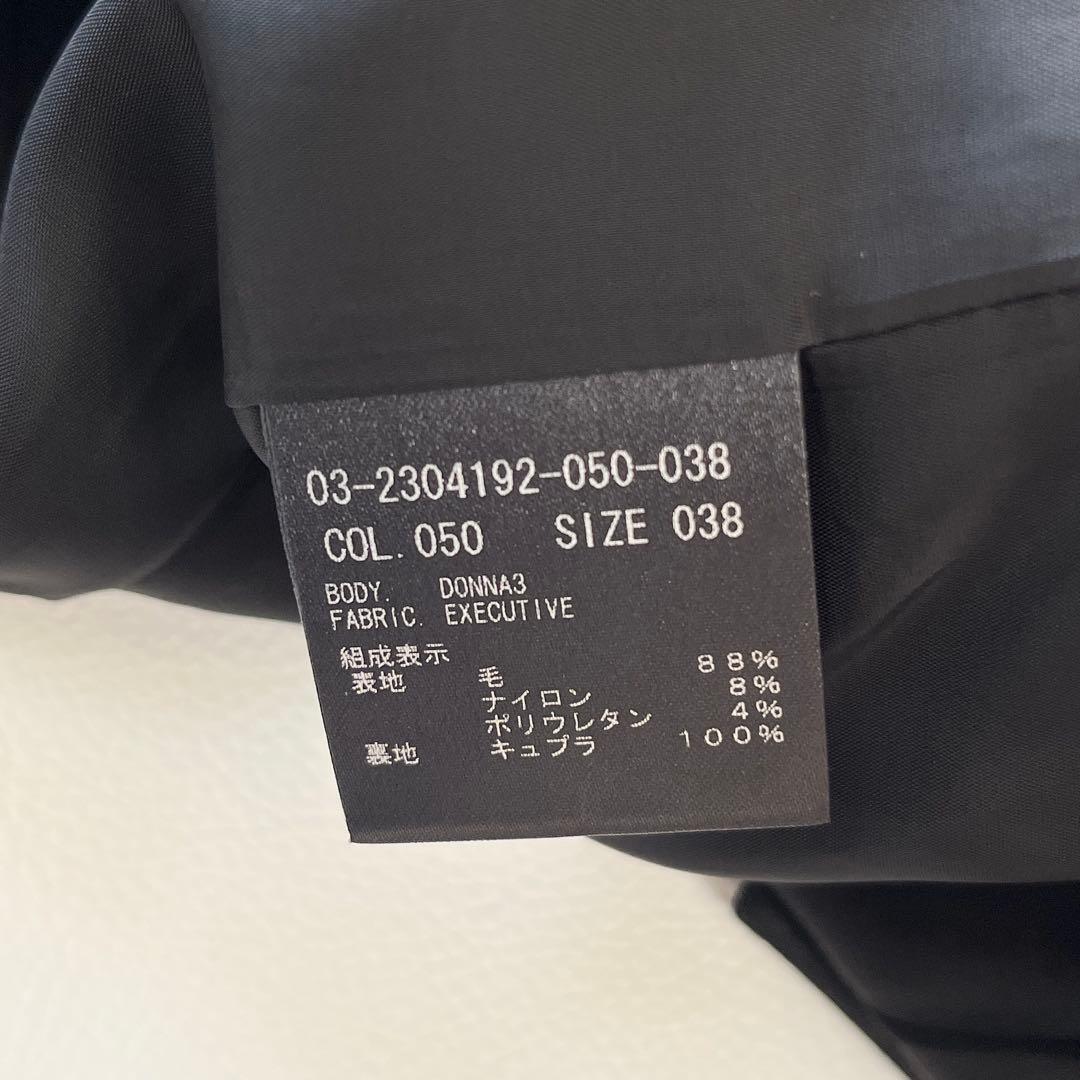 03-2304192-050-038
COL. 050 SIZE 038
BODY. DONNA3
FABRIC. EXECUTIVE
組成表示
表地 毛 88%
ナイロン 8%
ポリウレタン 4%
裏地 キュプラ 100%